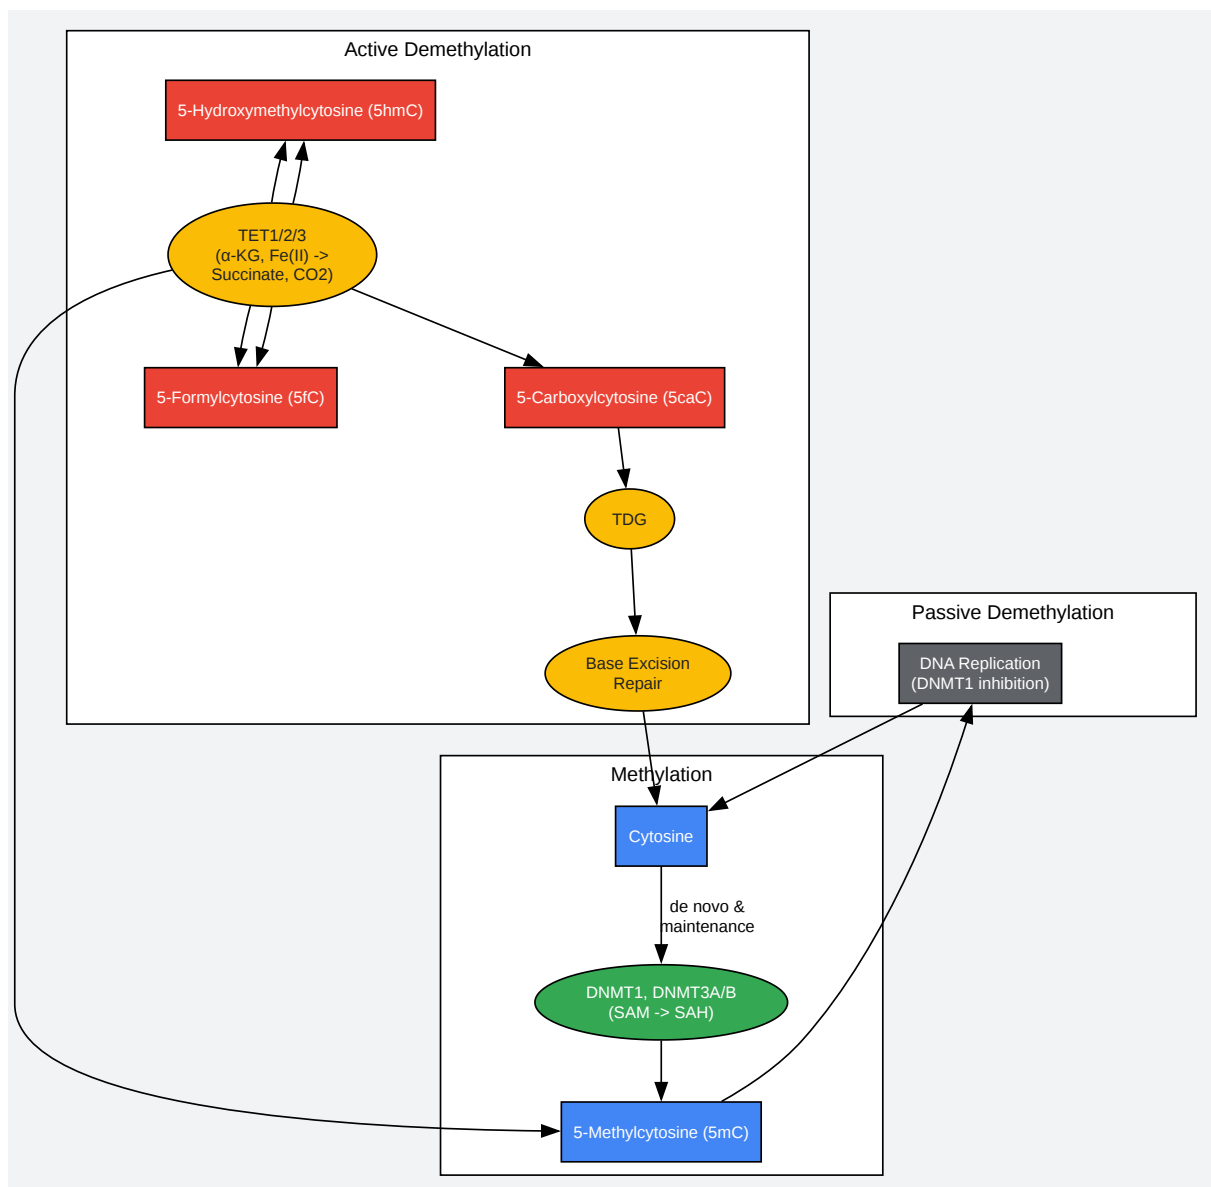 Active Demethylation
5-Hydroxymethylcytosine (5hmC)
TET1/2/3
(α-KG, Fe(II) ->
Succinate, CO2)
5-Formylcytosine (5fC)
5-Carboxylcytosine (5caC)
TDG
Base Excision
Repair
Passive Demethylation
DNA Replication
(DNMT1 inhibition)
Methylation
Cytosine
de novo &
maintenance
DNMT1, DNMT3A/B
(SAM -> SAH)
5-Methylcytosine (5mC)